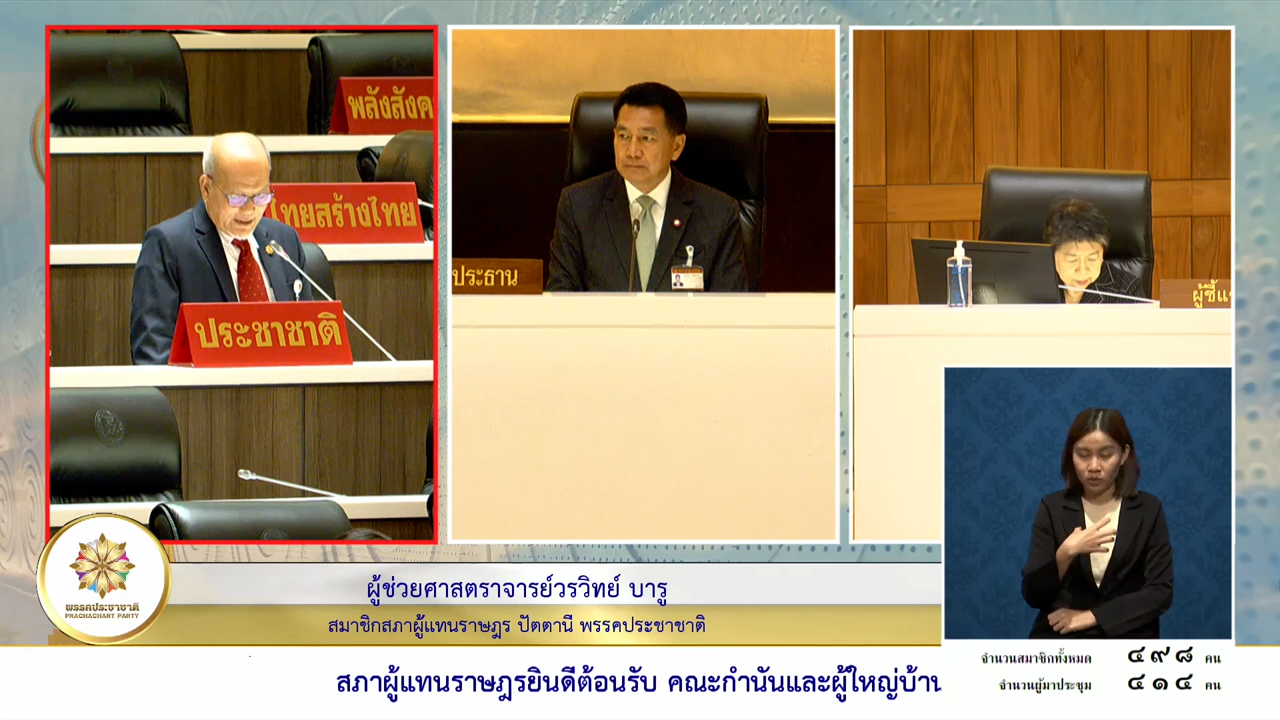 พลังสังค
ไทยสร้างไทย
ประชาชาติ
ประธาน
ผู้ชี้แ
พรรคประชาชาติ
PRACHACHART PARTY
ผู้ช่วยศาสตราจารย์วรวิทย์ บารู
สมาชิกสภาผู้แทนราษฎร ปัตตานี พรรคประชาชาติ
สภาผู้แทนราษฎรยินดีต้อนรับ คณะกำนันและผู้ใหญ่บ้าน
จำนวนสมาชิกทั้งหมด ๔๙๘ คน
จำนวนผู้มาประชุม ๔๑๔ คน